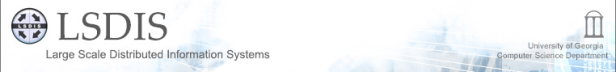 LSDIS
Large Scale Distributed Information Systems
University of Georgia
Computer Science Department